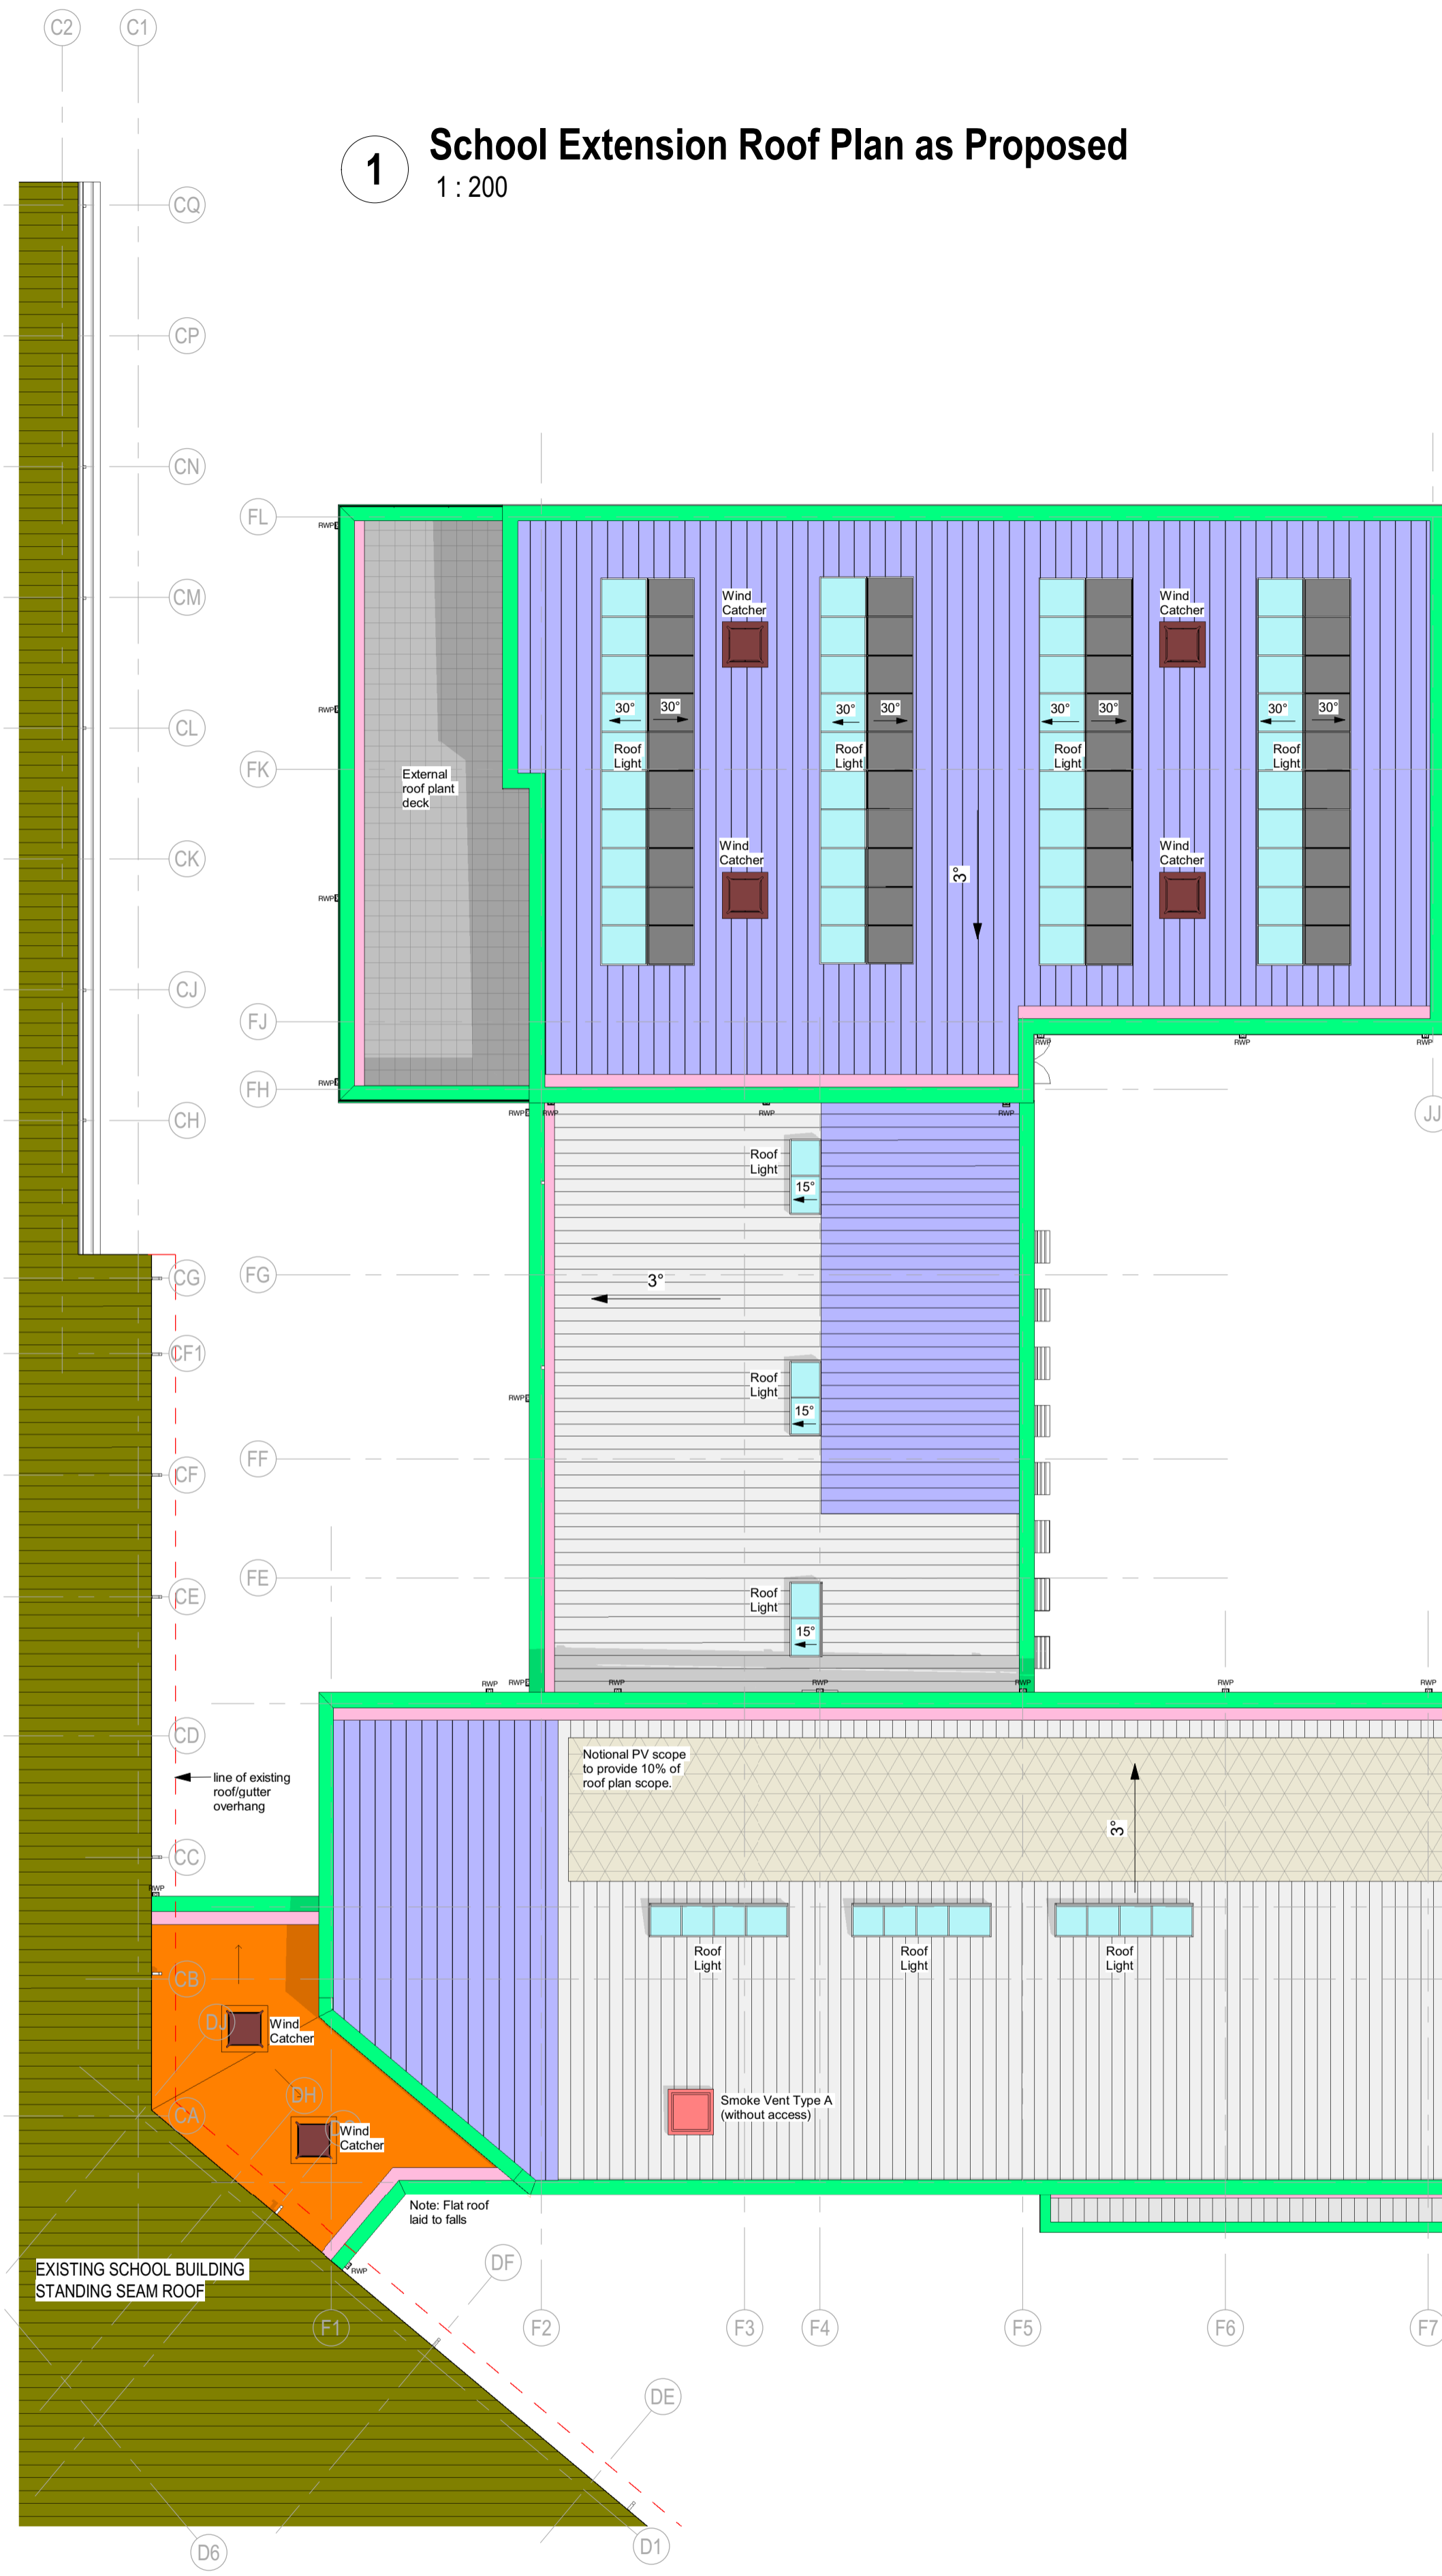 C2
C1
1
School Extension Roof Plan as Proposed
1 : 200
CQ
CP
CN
FL
RWP
CM
Wind
Catcher
Wind
Catcher
30°
30°
30°
30°
30°
30°
30°
30°
RWP
CL
Roof
Light
Roof
Light
Roof
Light
Roof
Light
FK
External
roof plant
deck
CK
Wind
Catcher
Wind
Catcher
3°
RWP
CJ
FJ
RWP
RWP
RWP
FH
RWP
JJ
CH
RWP
RWP
RWP
RWP
Roof
Light
15°
CG
FG
3°
CF1
Roof
Light
RWP
15°
FF
CF
FE
CE
Roof
Light
15°
RWP
RWP
RWP
RWP
RWP
RWP
RWP
CD
Notional PV scope
to provide 10% of
roof plan scope.
line of existing
roof/gutter
overhang
3°
CC
RWP
Roof
Light
Roof
Light
Roof
Light
CB
DJ
Wind
Catcher
DH
CA
Smoke Vent Type A
(without access)
Wind
Catcher
Note: Flat roof
laid to falls
DF
RWP
EXISTING SCHOOL BUILDING
STANDING SEAM ROOF
F1
F2
F3
F4
F5
F6
F7
DE
D6
D1